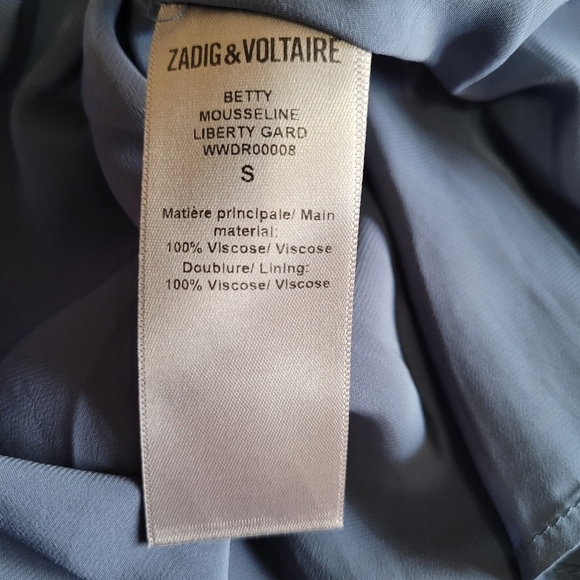 ZADIG&VOLTAIRE
BETTY
MOUSSELINE
LIBERTY GARD
WWDR00008
S
Matière principale/ Main
material:
100% Viscose/ Viscose
Doublure/ Lining:
100% Viscose/ Viscose